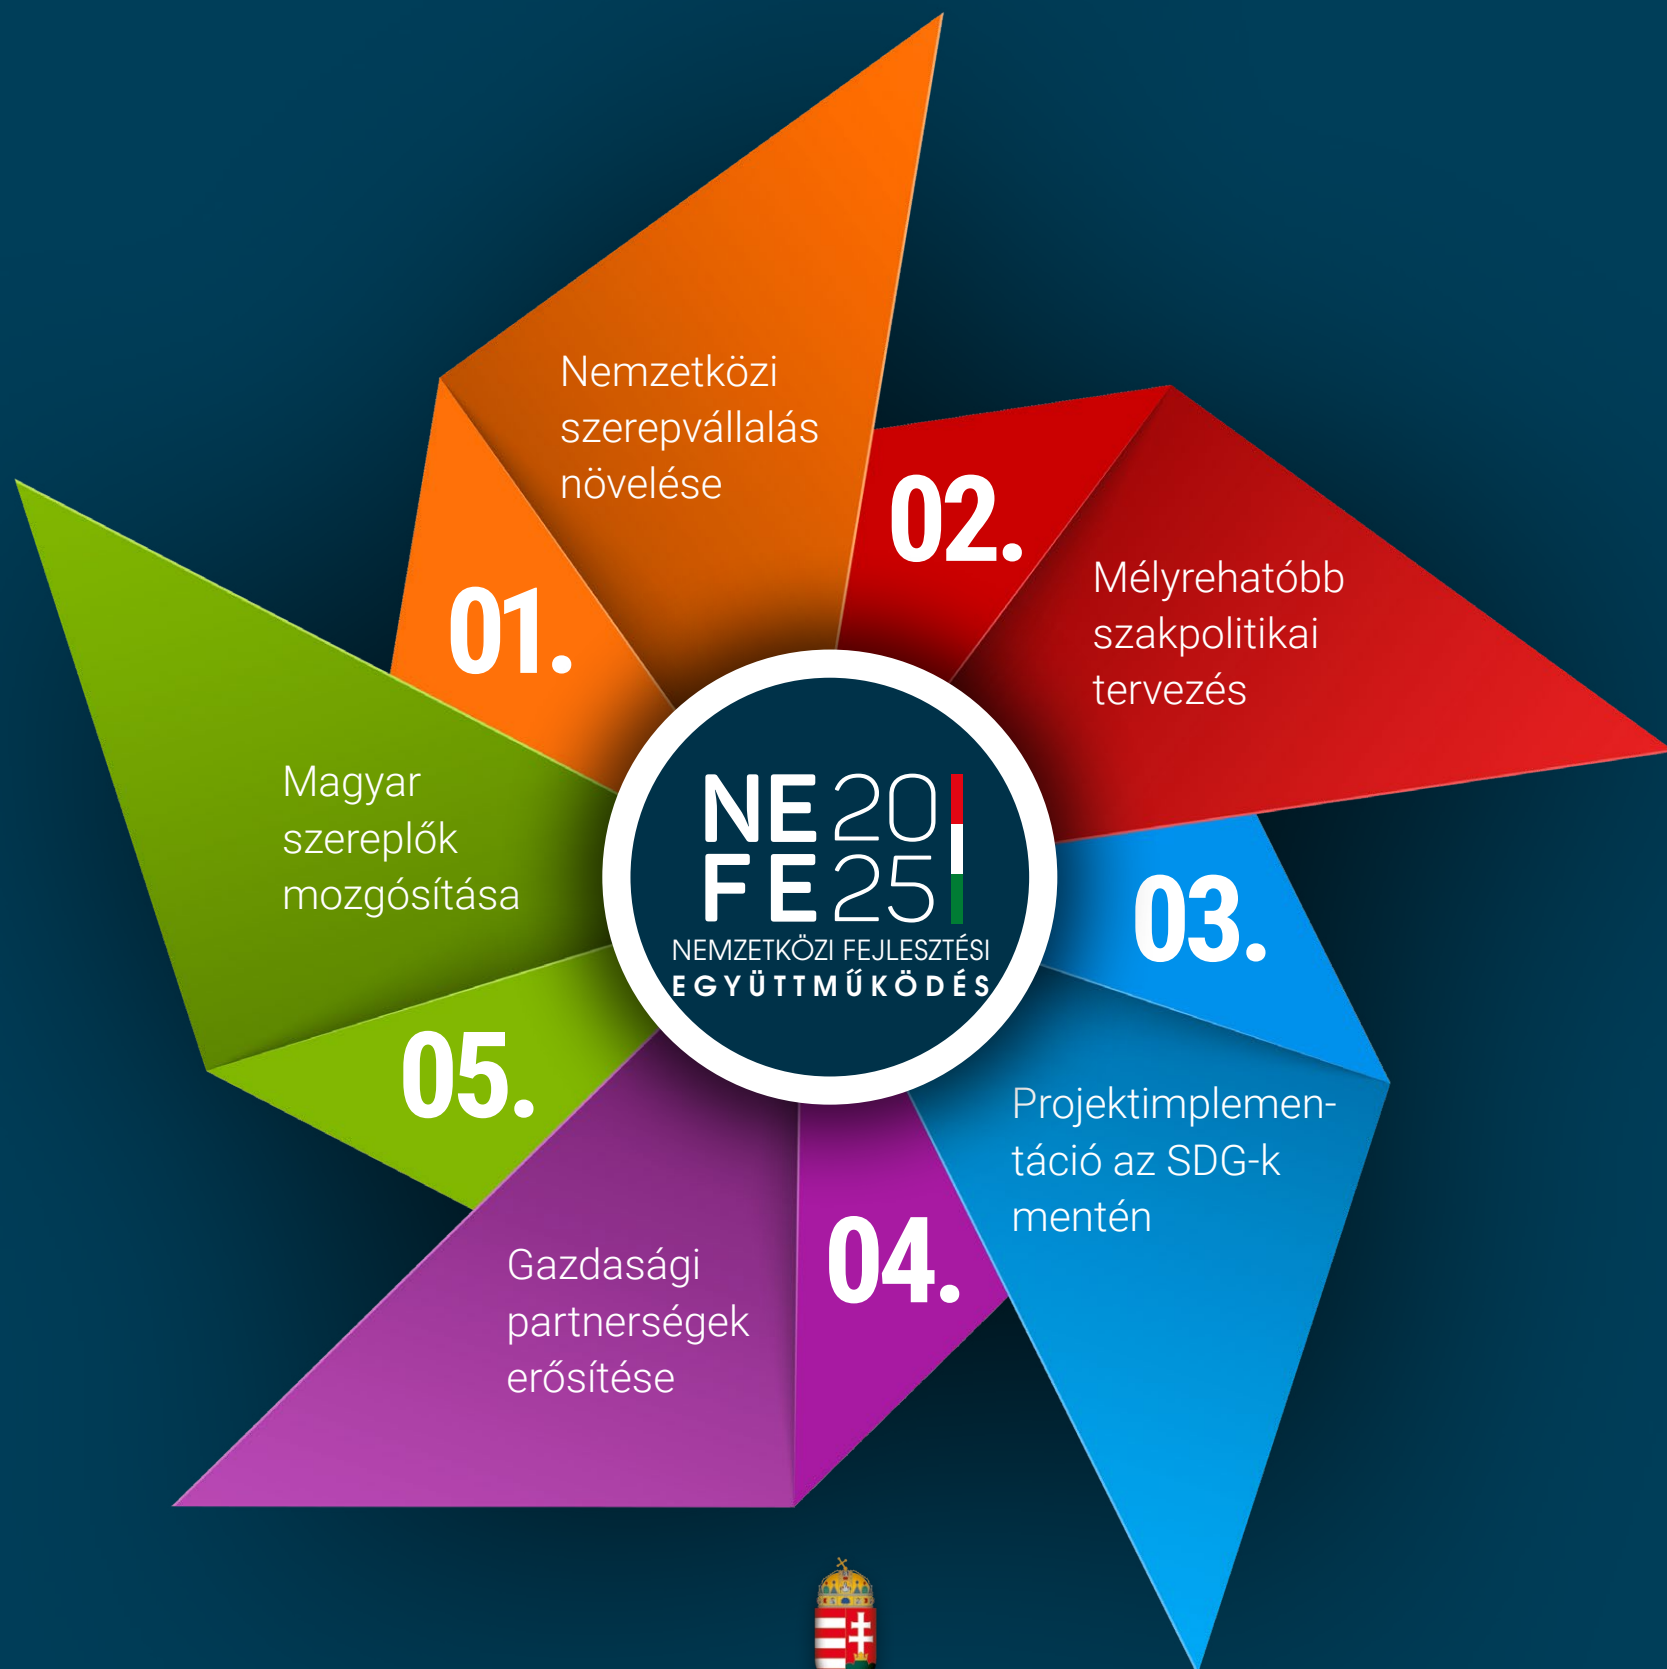 01.
Nemzetközi
szerepvállalás
növelése
02.
Mélyrehatóbb
szakpolitikai
tervezés
03.
Projektimplemen-
táció az SDG-k
mentén
04.
Gazdasági
partnerségek
erősítése
05.
Magyar
szereplők
mozgósítása
NE 20
FE 25
NEMZETKÖZI FEJLESZTÉSI
EGYÜTTMŰKÖDÉS